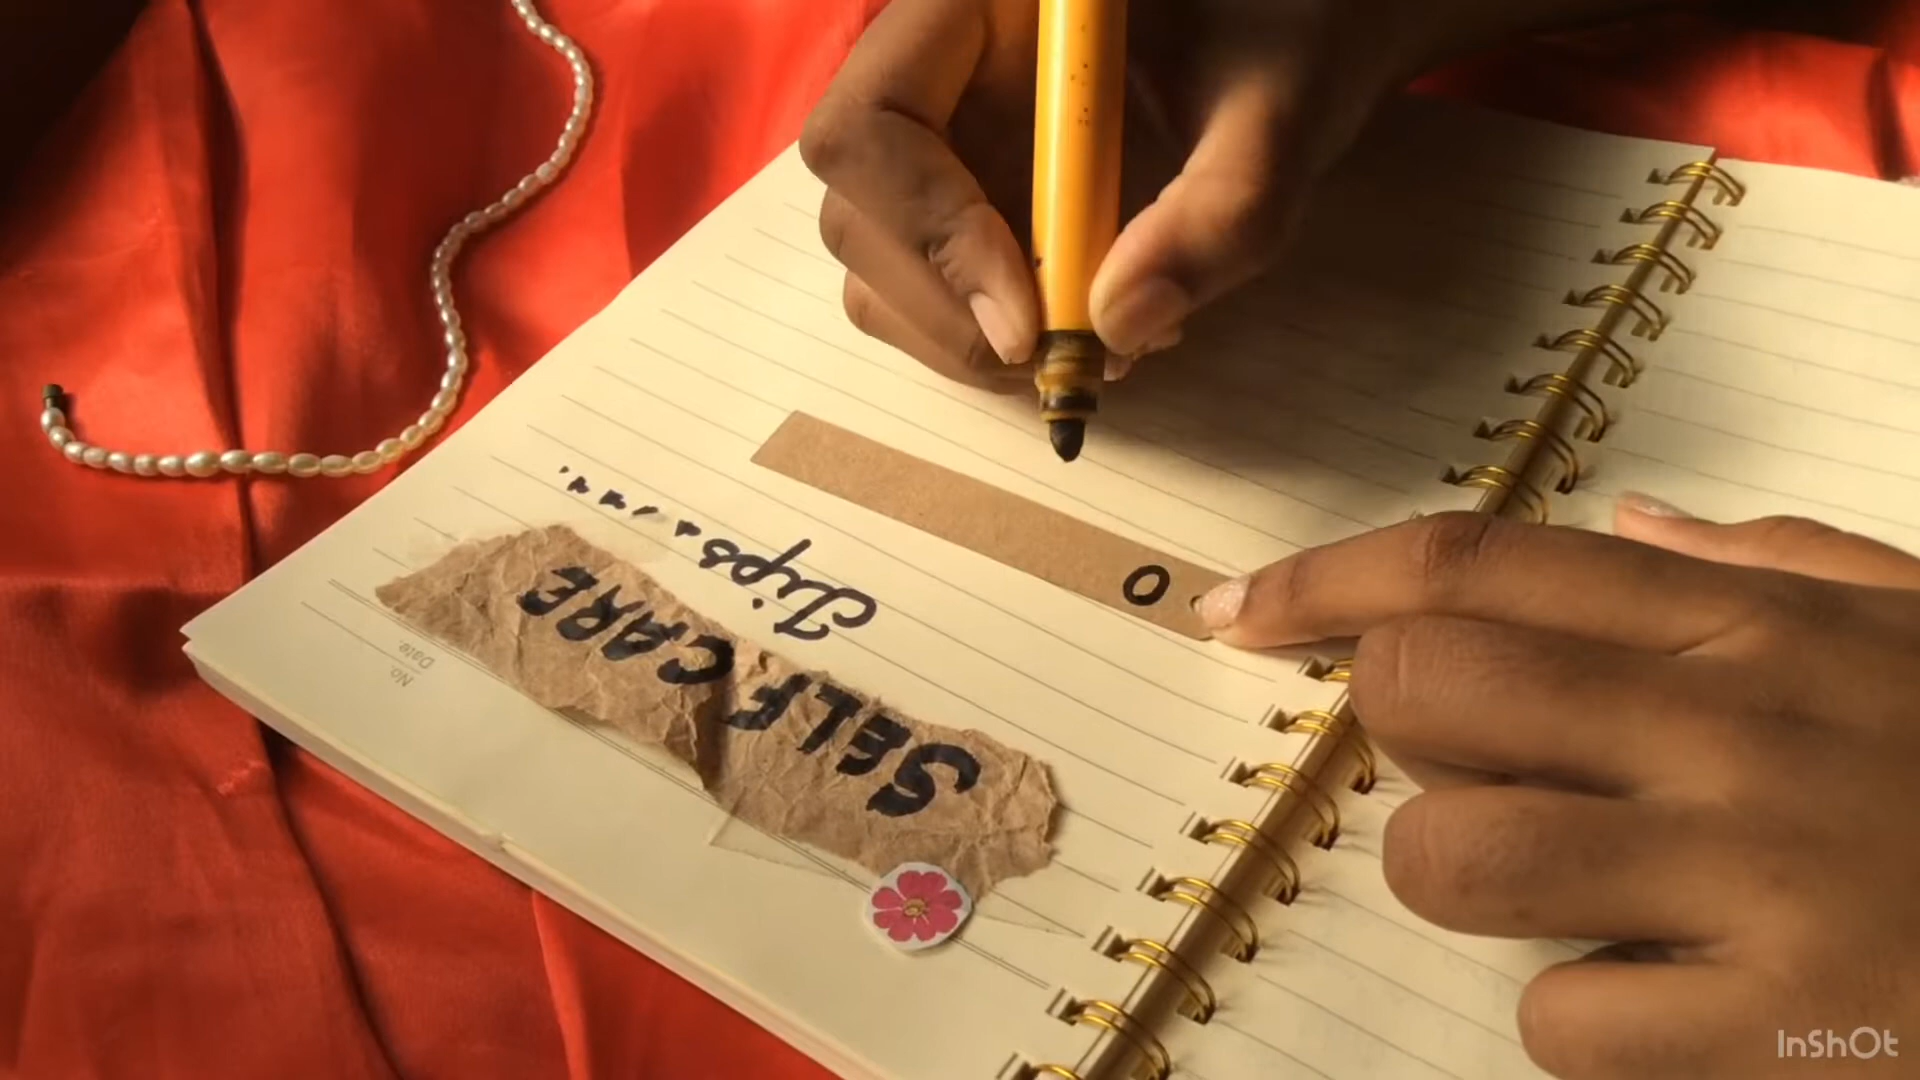 No.
Date
SELF CARE
Tips......
O
InShOt